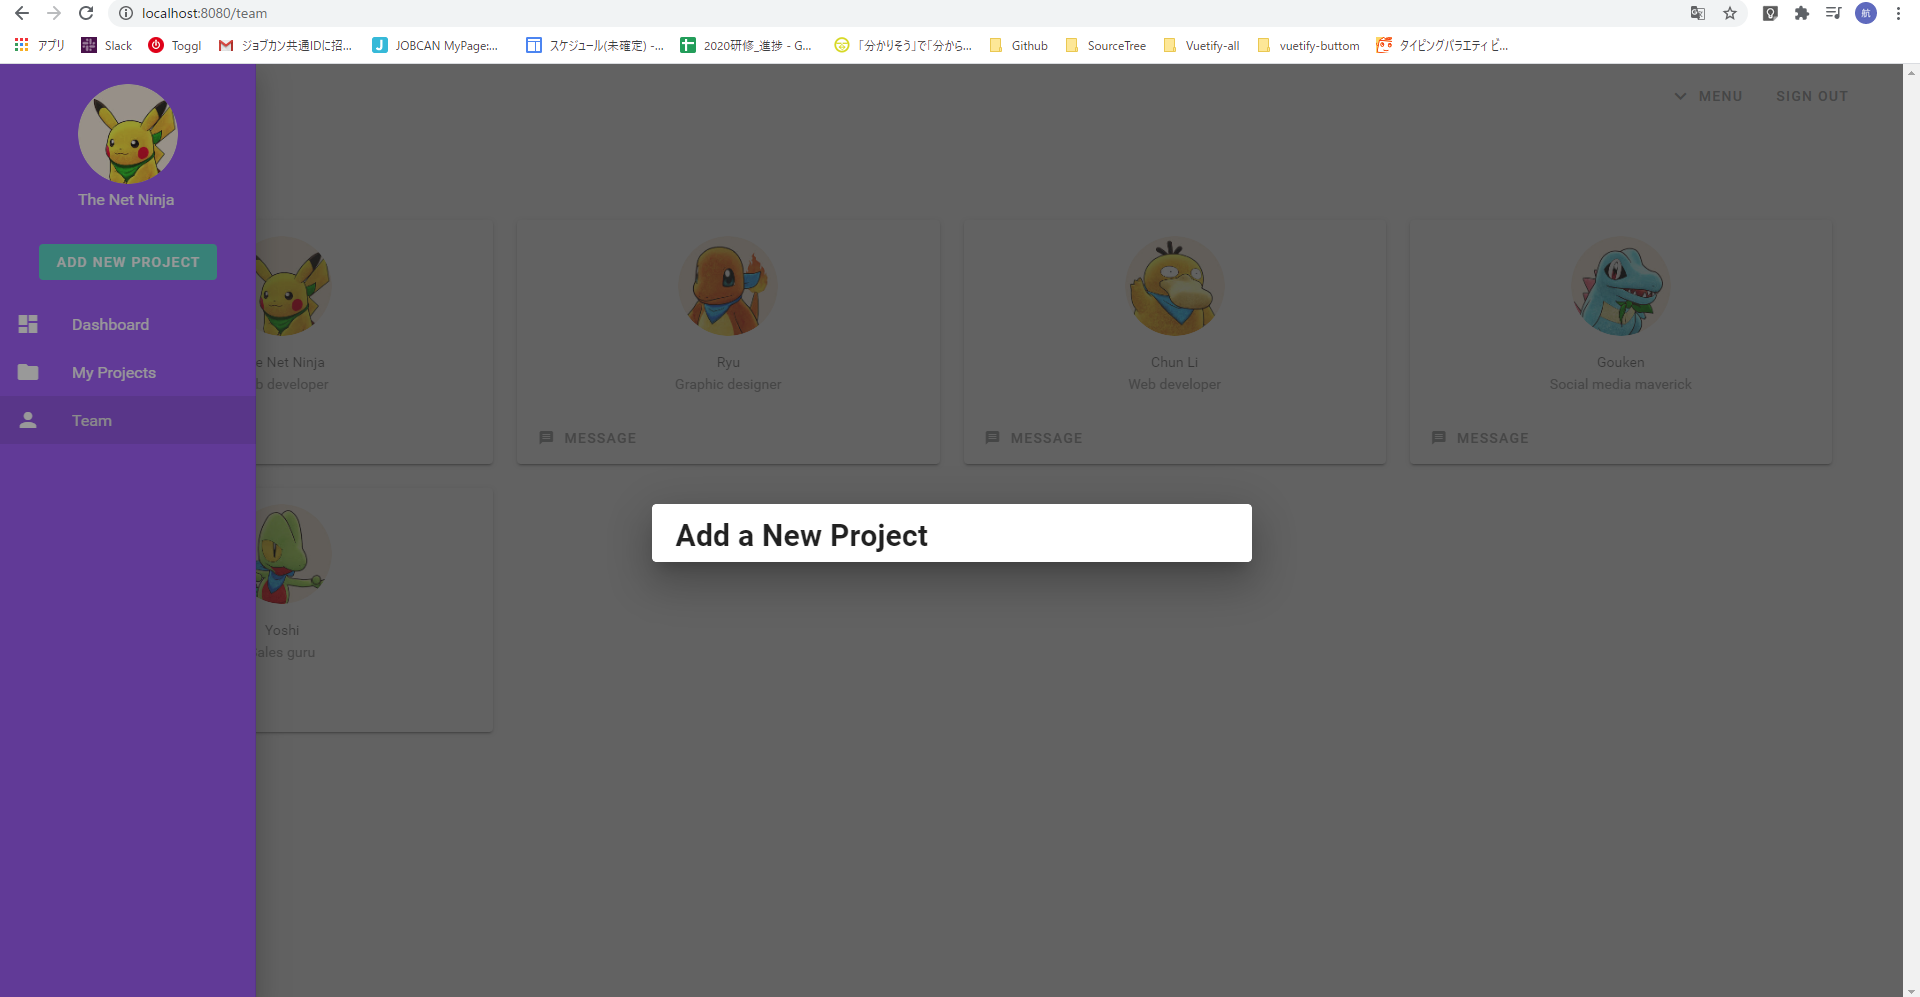 localhost:8080/team
航
アプリ
Slack
Toggl
ジョブカン共通IDに招...
JOBCAN MyPage:...
スケジュール(未確定) -...
2020研修_進捗 - G...
「分かりそう」で「分から...
Github
SourceTree
Vuetify-all
vuetify-buttom
タイピングバラエティ ビ...
MENU
SIGN OUT
The Net Ninja
ADD NEW PROJECT
Dashboard
My Projects
Team
e Net Ninja
b developer
Ryu
Graphic designer
MESSAGE
Chun Li
Web developer
MESSAGE
Gouken
Social media maverick
MESSAGE
Add a New Project
Yoshi
ales guru